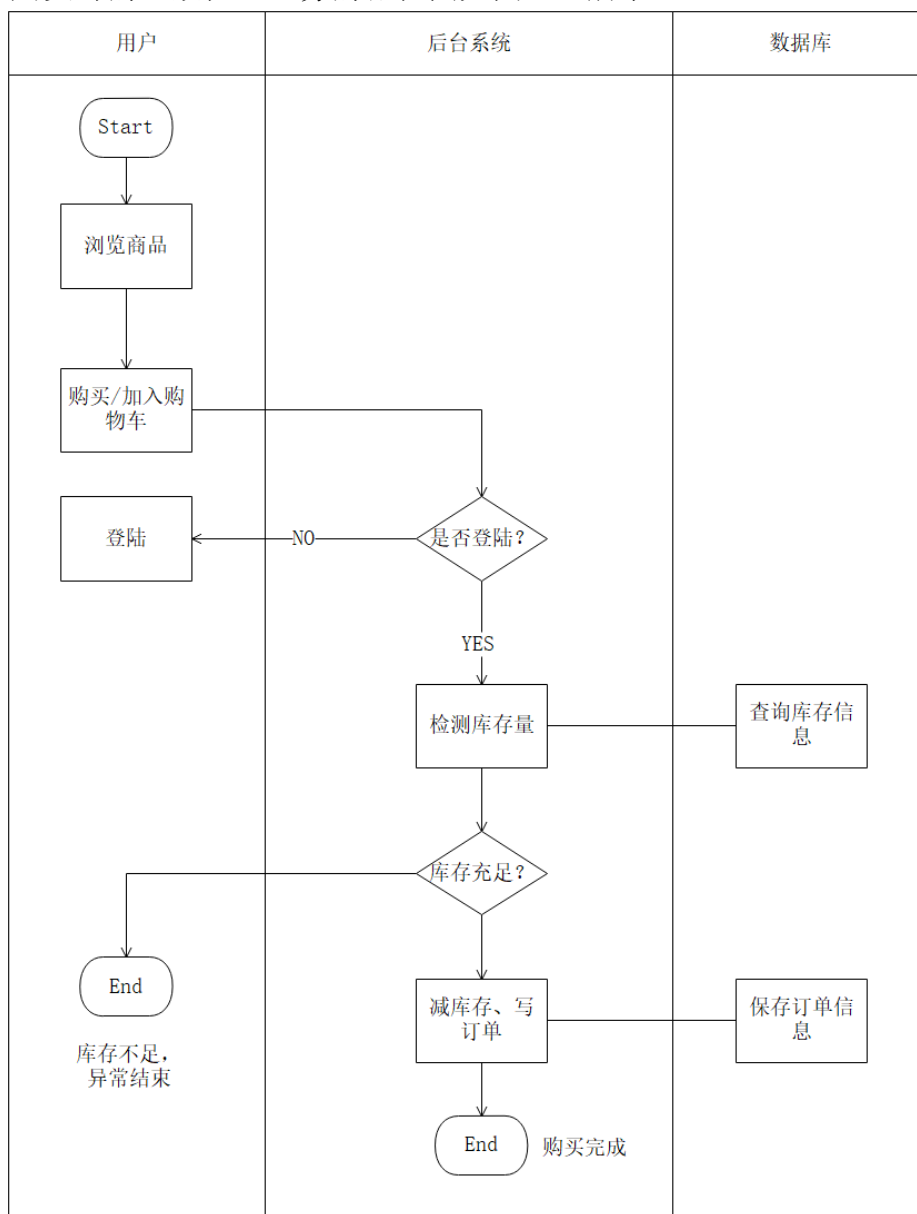 用户
后台系统
数据库
Start
浏览商品
购买/加入购
物车
登陆
NO
是否登陆?
YES
检测库存量
查询库存信
息
库存充足?
End
库存不足,
异常结束
减库存、写
订单
保存订单信
息
End
购买完成